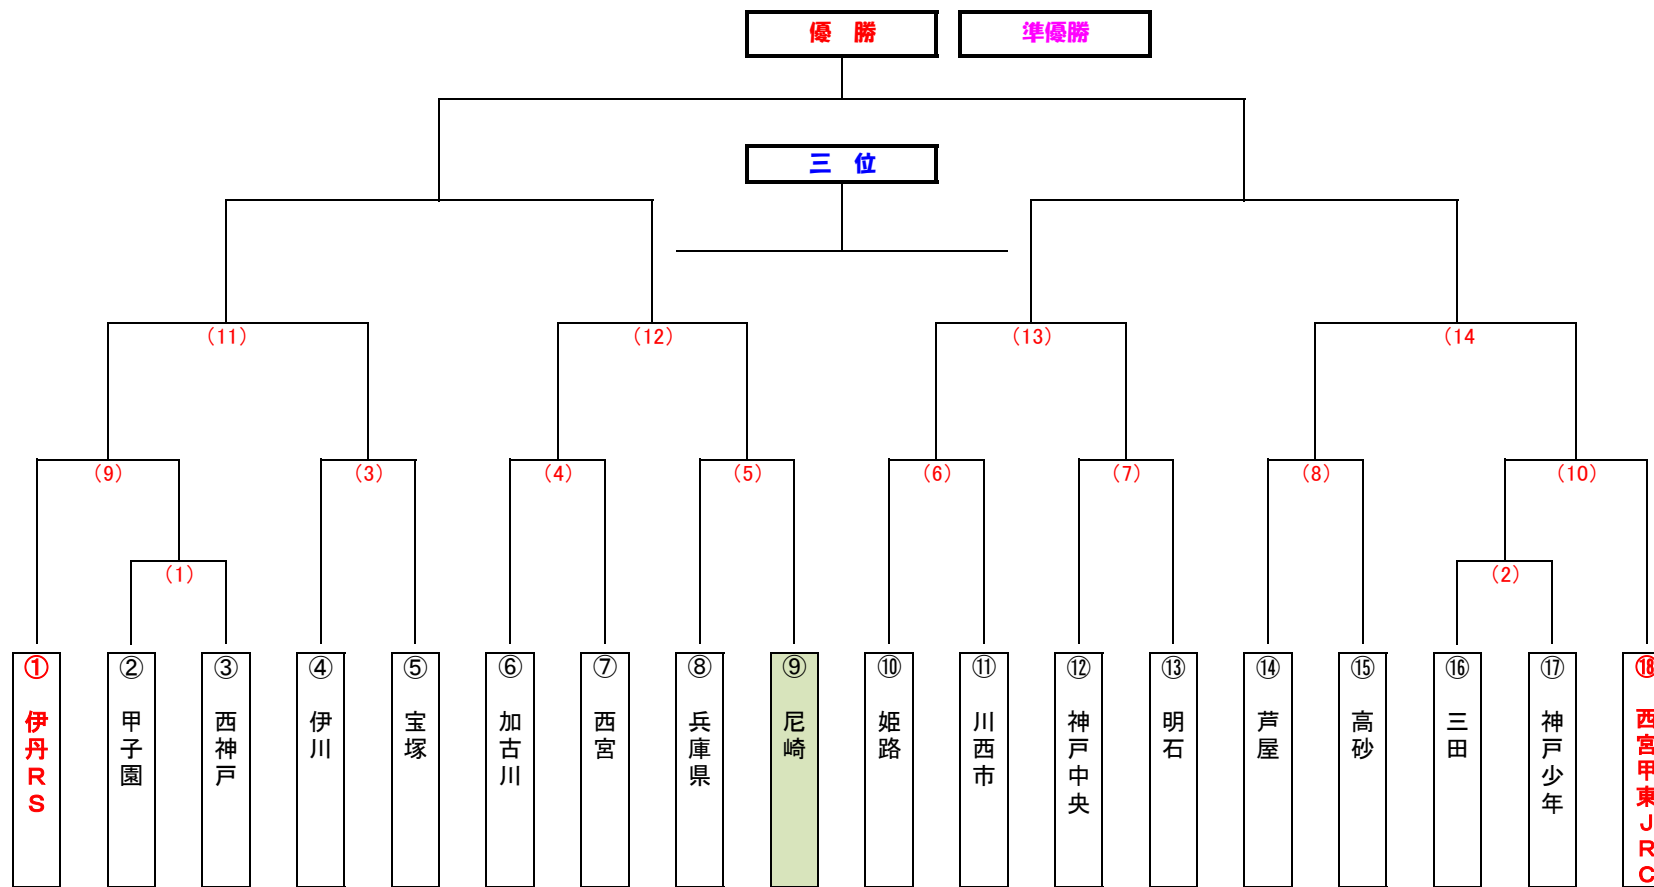 優　勝
準優勝
三　位
（11）
（12）
（13）
（14
（9）
（3）
（4）
（5）
（6）
（7）
（8）
（10）
（1）
（2）
① 伊丹ＲＳ
② 甲子園
③ 西神戸
④ 伊川
⑤ 宝塚
⑥ 加古川
⑦ 西宮
⑧ 兵庫県
⑨ 尼崎
⑩ 姫路
⑪ 川西市
⑫ 神戸中央
⑬ 明石
⑭ 芦屋
⑮ 高砂
⑯ 三田
⑰ 神戸少年
⑱ 西宮甲東ＪＲＣ